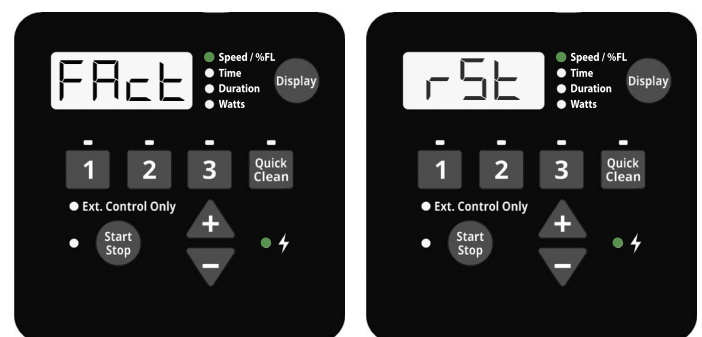 FAct
Speed / %FL
Time
Duration
Watts
Display
1 2 3 Quick Clean
Ext. Control Only
Start Stop
+
−
rSt
Speed / %FL
Time
Duration
Watts
Display
1 2 3 Quick Clean
Ext. Control Only
Start Stop
+
−